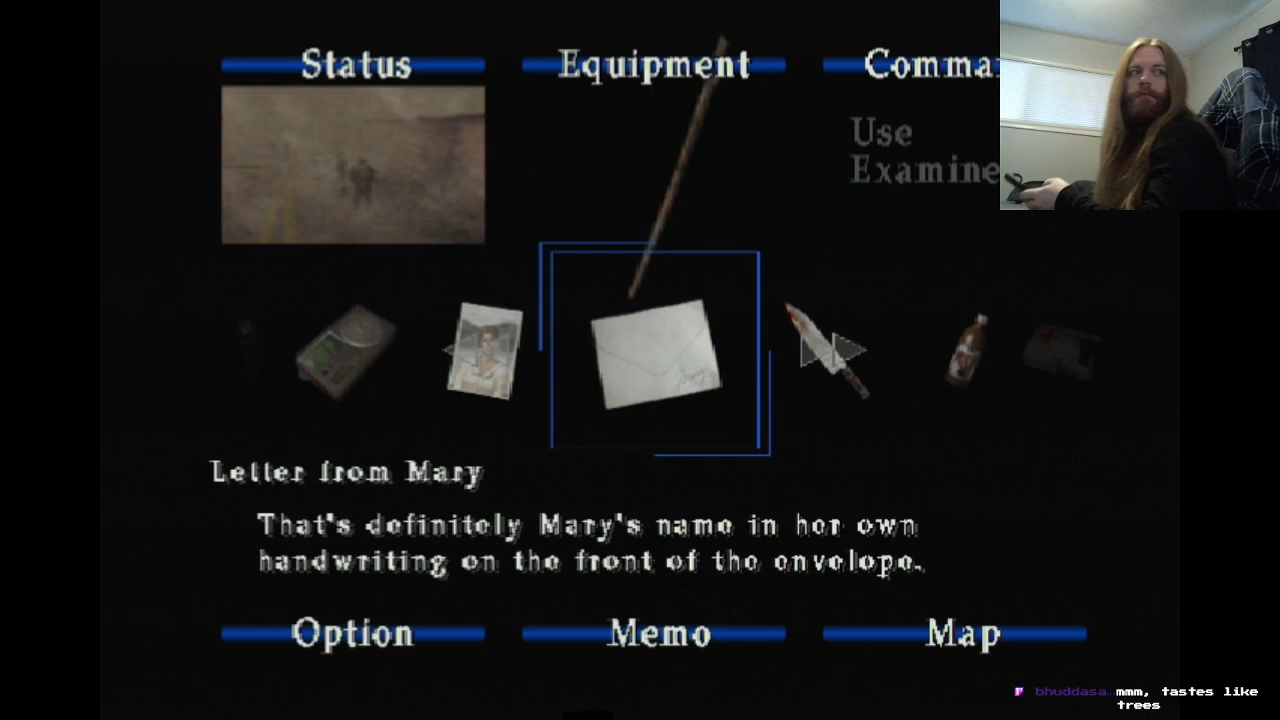 Status
Equipment
Comma
Use
Examine
Letter from Mary
That's definitely Mary's name in her own
handwriting on the front of the envelope.
Option
Memo
Map
bhuddasa… mmm, tastes like
trees